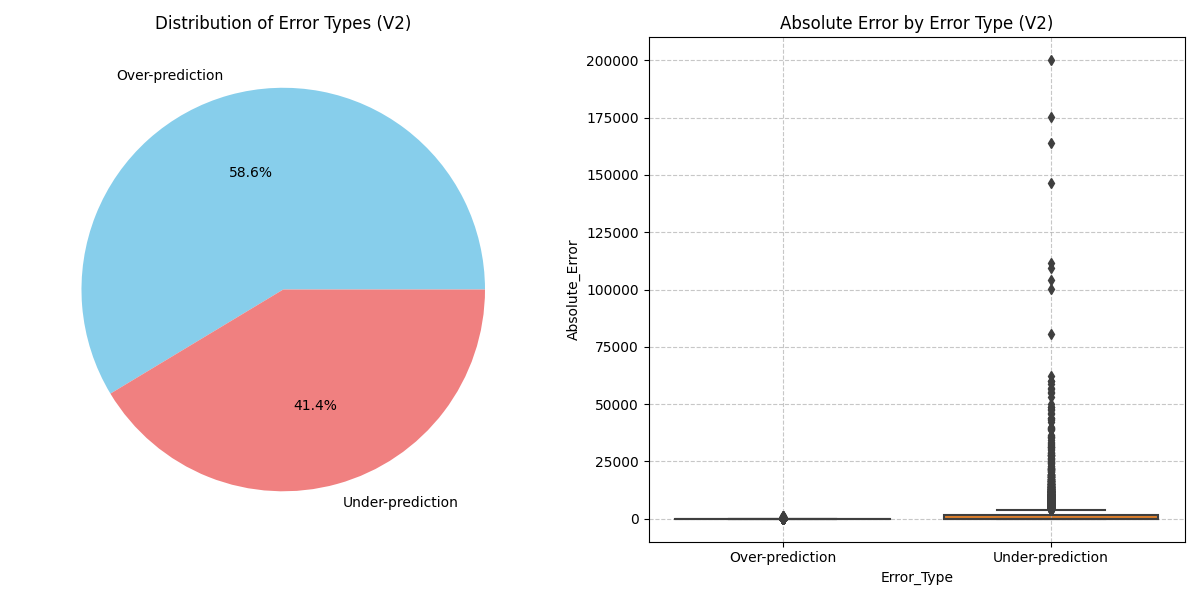 Distribution of Error Types (V2)
Over-prediction
58.6%
41.4%
Under-prediction
Absolute Error by Error Type (V2)
200000
175000
150000
125000
100000
75000
50000
25000
0
Absolute_Error
Over-prediction
Under-prediction
Error_Type